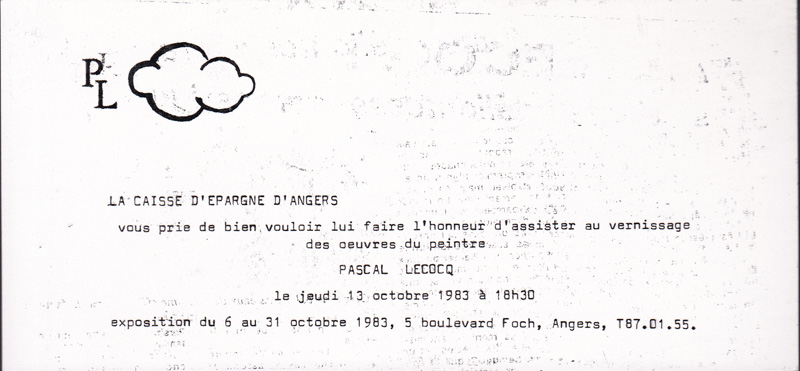 PL
LA CAISSE D'EPARGNE D'ANGERS
vous prie de bien vouloir lui faire l'honneur d'assister au vernissage
des oeuvres du peintre
PASCAL LECOCQ
le jeudi 13 octobre 1983 à 18h30
exposition du 6 au 31 octobre 1983, 5 boulevard Foch, Angers, T87.01.55.